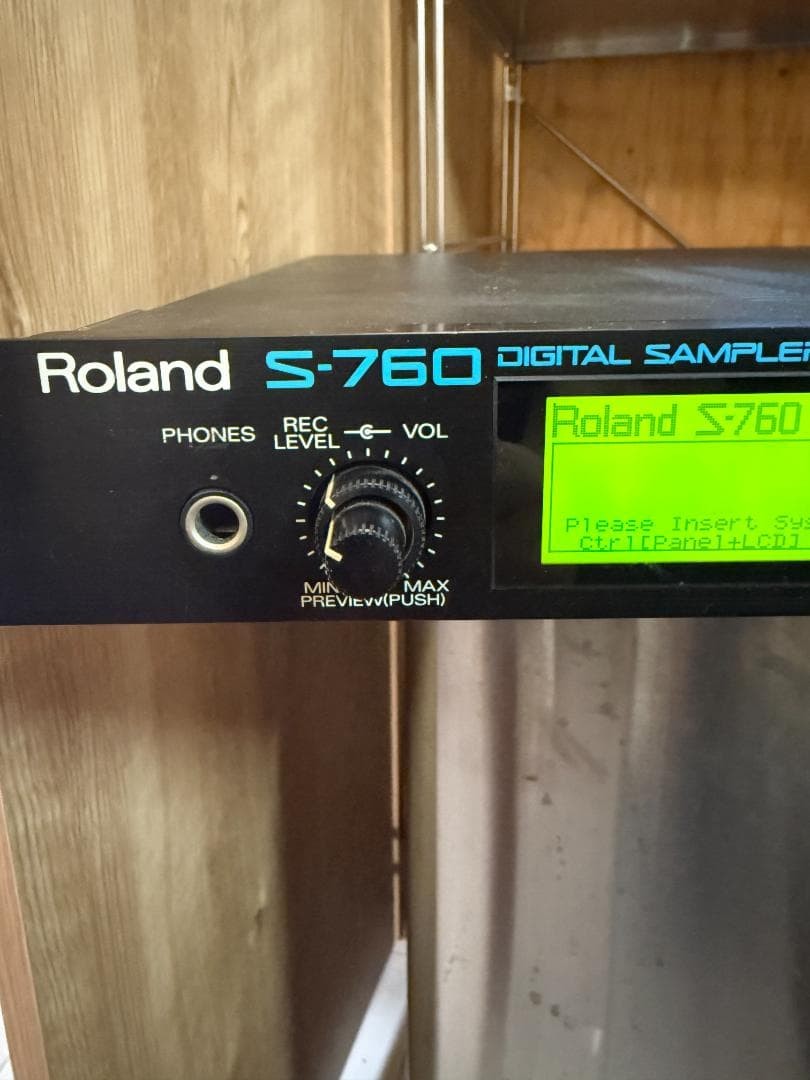 Roland S-760 DIGITAL SAMPLER
PHONES
REC LEVEL
VOL
MIN MAX
PREVIEW(PUSH)
Roland S-760
Please Insert Sys
Ctrl[Panel+LCD]